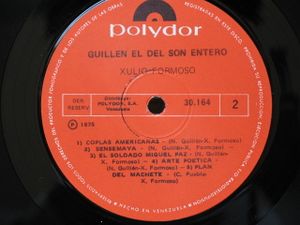 polydor
GUILLEN EL DEL SON ENTERO
XULIO FORMOSO
DER.
RESERV
Distribuye:
POLYDOR, S.A.
Venezuela
30.164
2
℗ 1975
1) COPLAS AMERICANAS - (N. Guillén-X. Formoso)
2) SENSEMAYA - (N. Guillén-X. Formoso)
3) EL SOLDADO MIGUEL PAZ - (N. Guillén-
X. Formoso) - 4) ARTE POETICA -
(N. Guillén-X. Formoso) - 5) PLAN
DEL MACHETE - (C. Puebla-
X. Formoso)